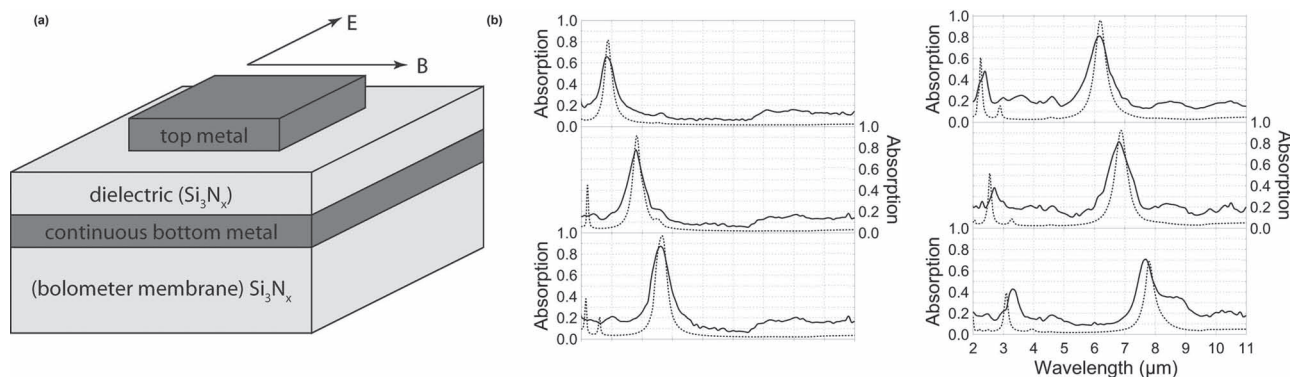 (a)
E
B
top metal
dielectric (Si₃Nₓ)
continuous bottom metal
(bolometer membrane) Si₃Nₓ
(b)
Absorption
1.0
0.8
0.6
0.4
0.2
0.0
1.0
0.8
0.6
0.4
0.2
0.0
Absorption
Absorption
1.0
0.8
0.6
0.4
0.2
0.0
Absorption
1.0
0.8
0.6
0.4
0.2
0.0
1.0
0.8
0.6
0.4
0.2
0.0
Absorption
Absorption
1.0
0.8
0.6
0.4
0.2
0.0
2 3 4 5 6 7 8 9 10 11
Wavelength (μm)